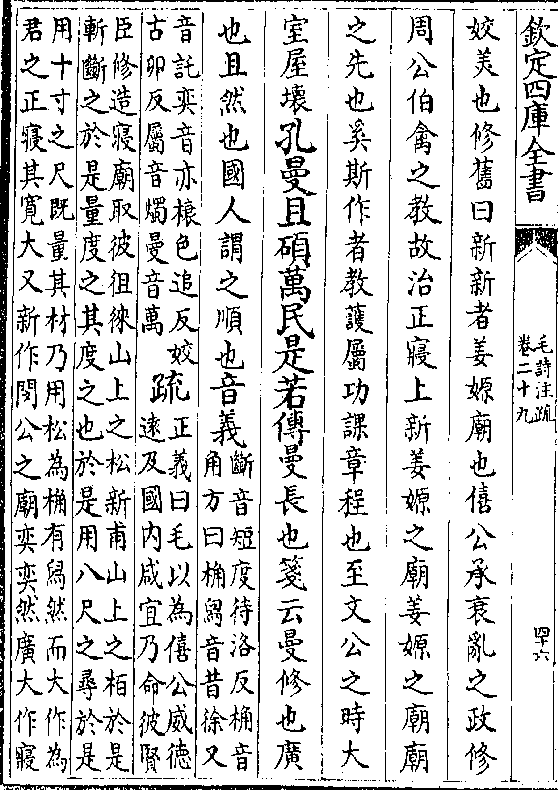 欽定四庫全書
毛詩注疏
卷二十九
四十六
姣美也修舊曰新新者姜嫄廟也僖公承衰亂之政修
周公伯禽之教故治正寢上新姜嫄之廟姜嫄之廟廟
之先也奚斯作者教䕶屬功課章程也至文公之時大
室屋壞孔曼且碩萬民是若傳曼長也箋云曼修也廣
也且然也國人謂之順也音義
斷音短度待洛反桷音
角方曰桷舄音昔徐又
音託奕音亦榱色追反姣
古卯反屬音燭曼音萬
疏
正義曰毛以為僖公威德
逺及國内咸宜乃命彼賢
臣修造寢廟取彼徂徠山上之松新甫山上之栢於是
斬斷之於是量度之其度之也於是用八尺之尋於是
用十寸之尺既量其材乃用松為桷有舄然而大作為
君之正寢其寛大又新作閔公之廟奕奕然廣大作寢